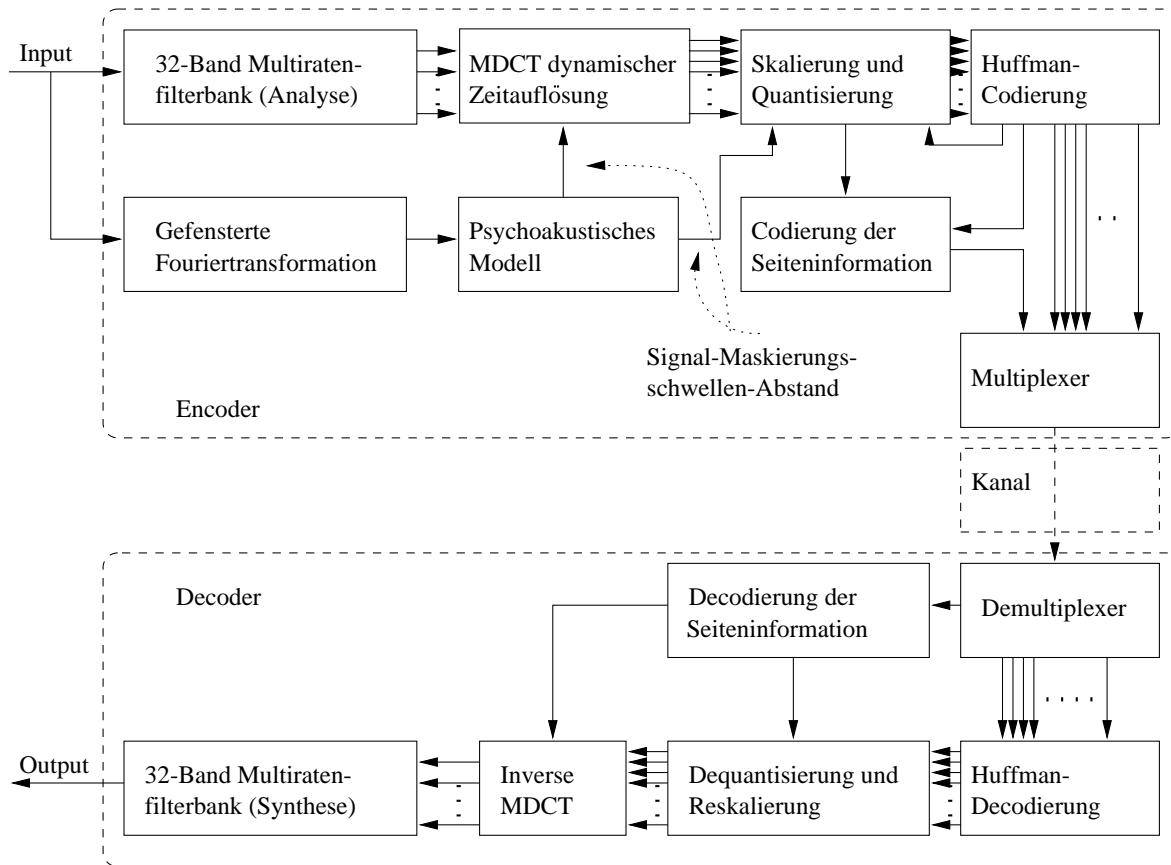 Input
32-Band Multiraten-
filterbank (Analyse)
MDCT dynamischer
Zeitauflösung
Skalierung und
Quantisierung
Huffman-
Codierung
Gefensterte
Fouriertransformation
Psychoakustisches
Modell
Codierung der
Seiteninformation
Signal-Maskierungs-
schwellen-Abstand
Multiplexer
Encoder
Kanal
Decoder
Decodierung der
Seiteninformation
Demultiplexer
Output
32-Band Multiraten-
filterbank (Synthese)
Inverse
MDCT
Dequantisierung und
Reskalierung
Huffman-
Decodierung